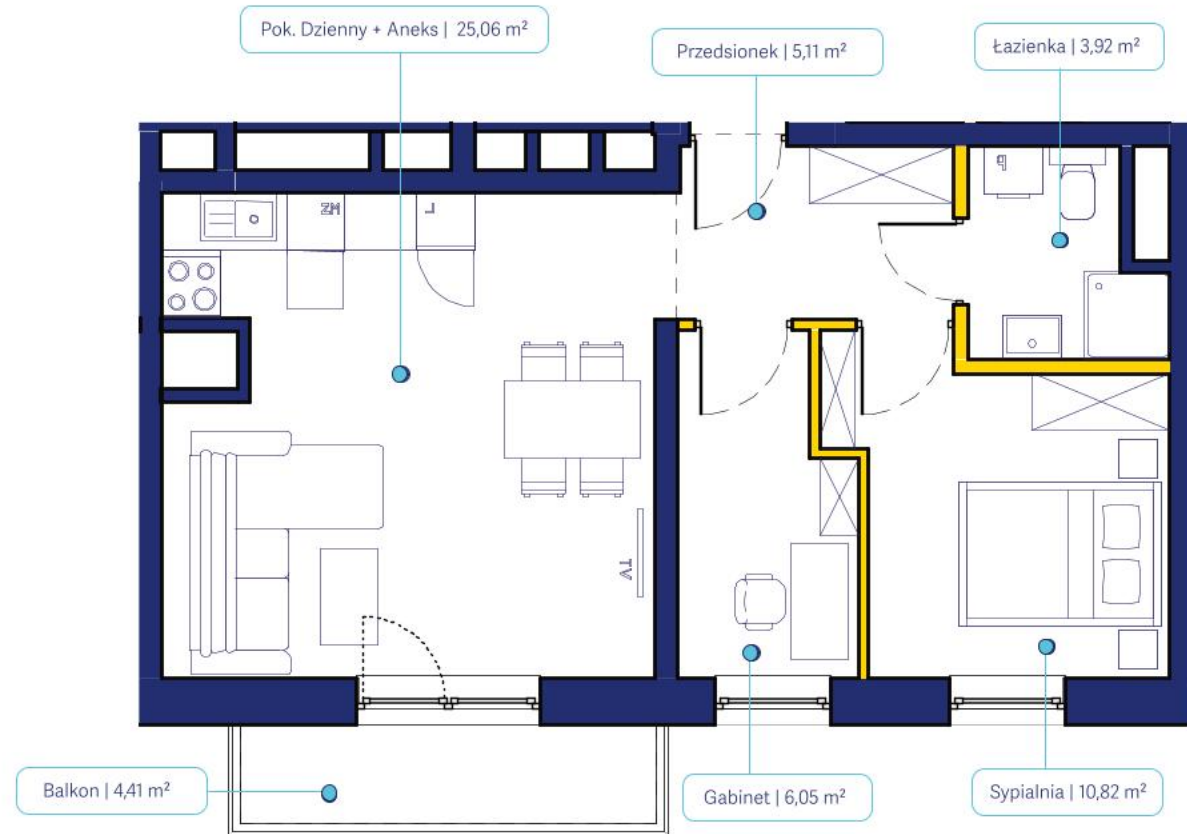 Pok. Dzienny + Aneks | 25,06 m²
Przedsionek | 5,11 m²
Łazienka | 3,92 m²
ZM
L
P
TV
Balkon | 4,41 m²
Gabinet | 6,05 m²
Sypialnia | 10,82 m²